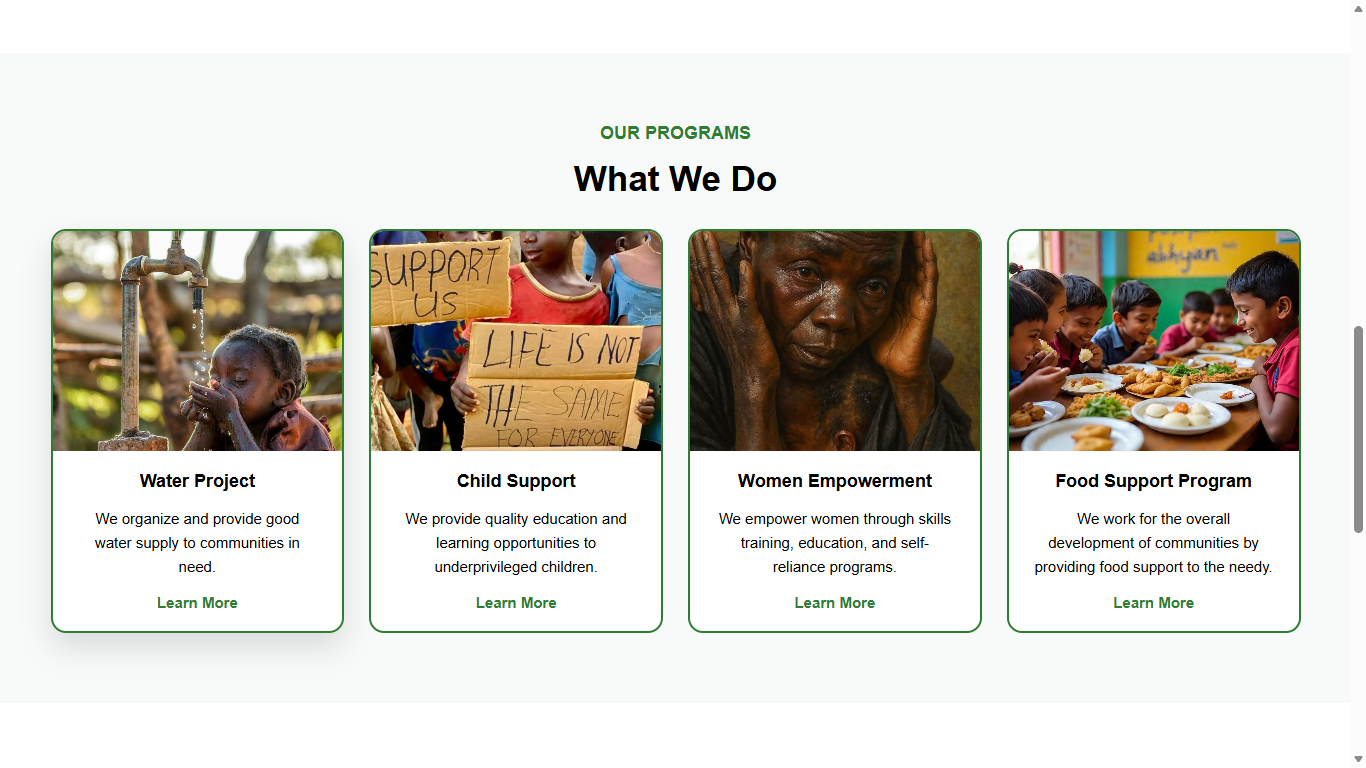 OUR PROGRAMS
What We Do
SUPPORT
US
LIFE IS NOT
THE SAME
FOR EVERYONE
abhyan
Water Project
We organize and provide good
water supply to communities in
need.
Learn More
Child Support
We provide quality education and
learning opportunities to
underprivileged children.
Learn More
Women Empowerment
We empower women through skills
training, education, and self-
reliance programs.
Learn More
Food Support Program
We work for the overall
development of communities by
providing food support to the needy.
Learn More